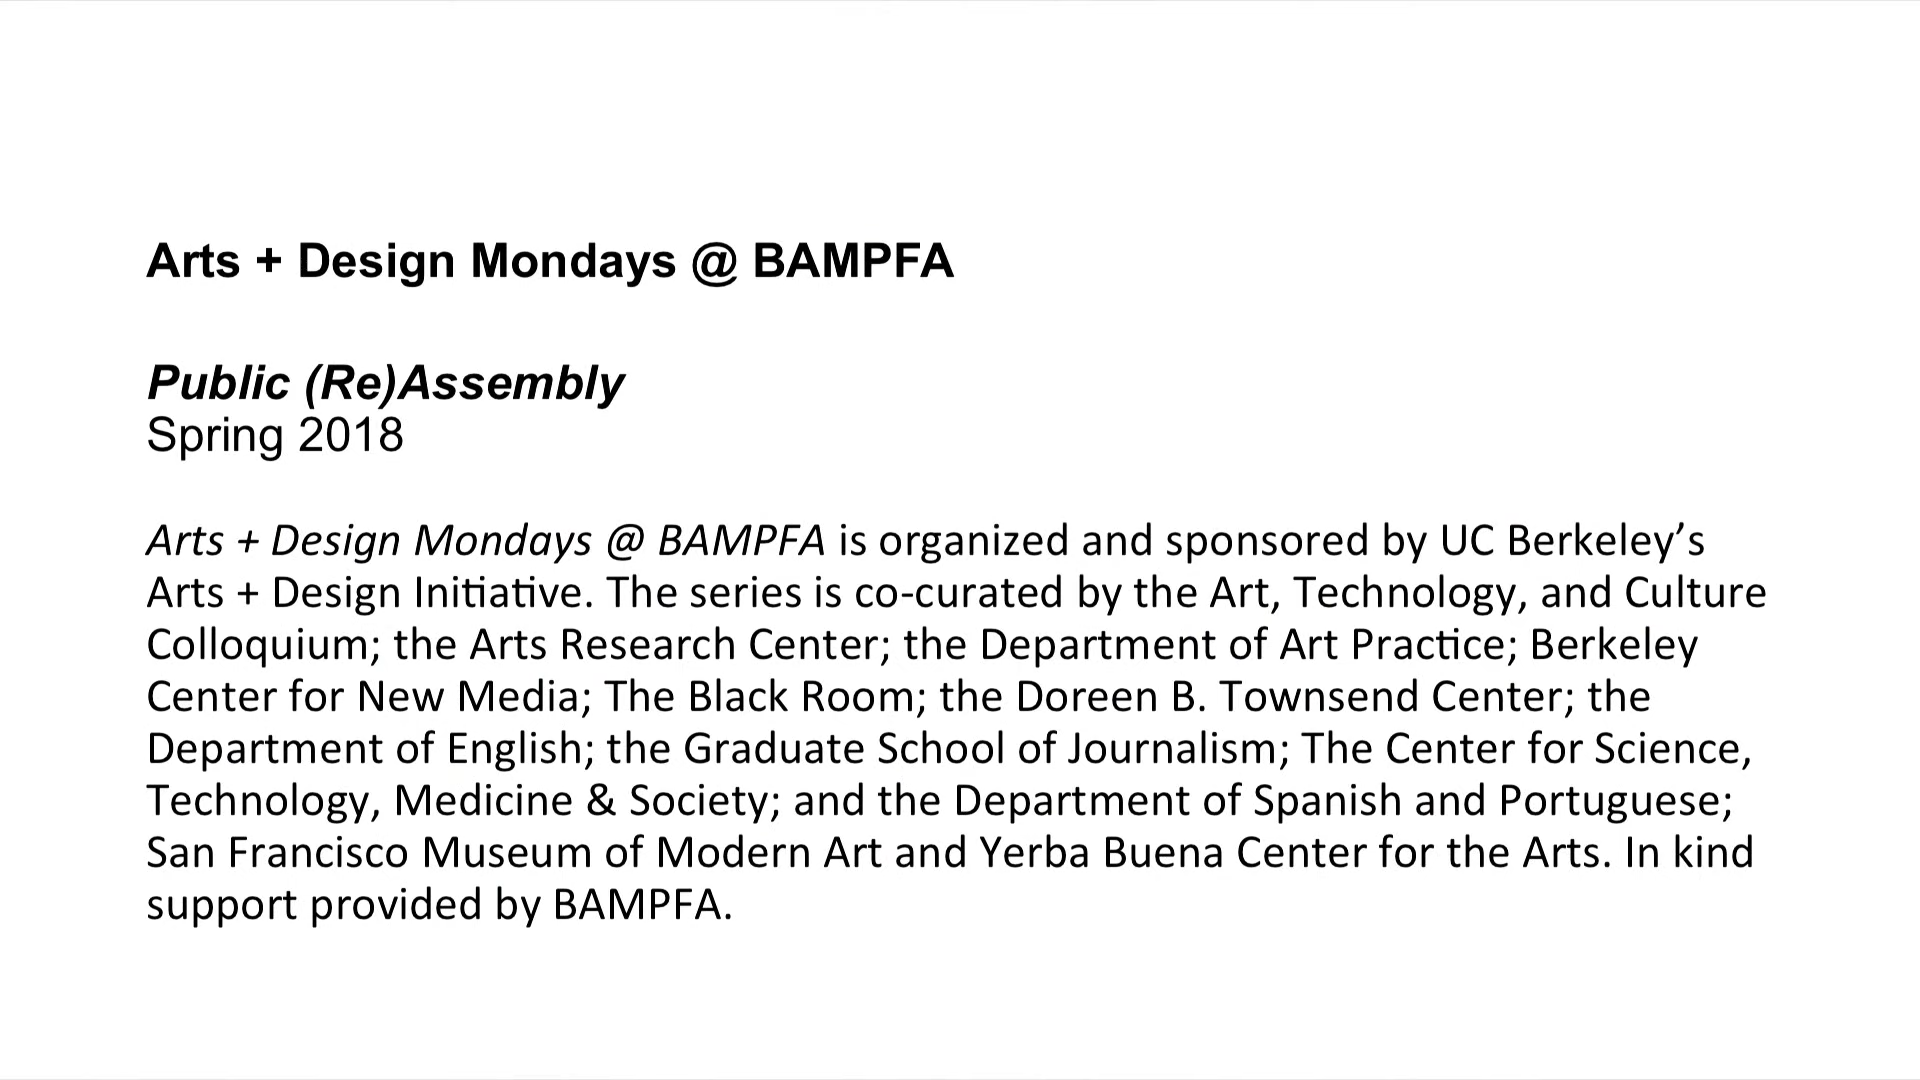 Arts + Design Mondays @ BAMPFA
Public (Re)Assembly
Spring 2018
Arts + Design Mondays @ BAMPFA is organized and sponsored by UC Berkeley’s
Arts + Design Initiative. The series is co-curated by the Art, Technology, and Culture
Colloquium; the Arts Research Center; the Department of Art Practice; Berkeley
Center for New Media; The Black Room; the Doreen B. Townsend Center; the
Department of English; the Graduate School of Journalism; The Center for Science,
Technology, Medicine & Society; and the Department of Spanish and Portuguese;
San Francisco Museum of Modern Art and Yerba Buena Center for the Arts. In kind
support provided by BAMPFA.